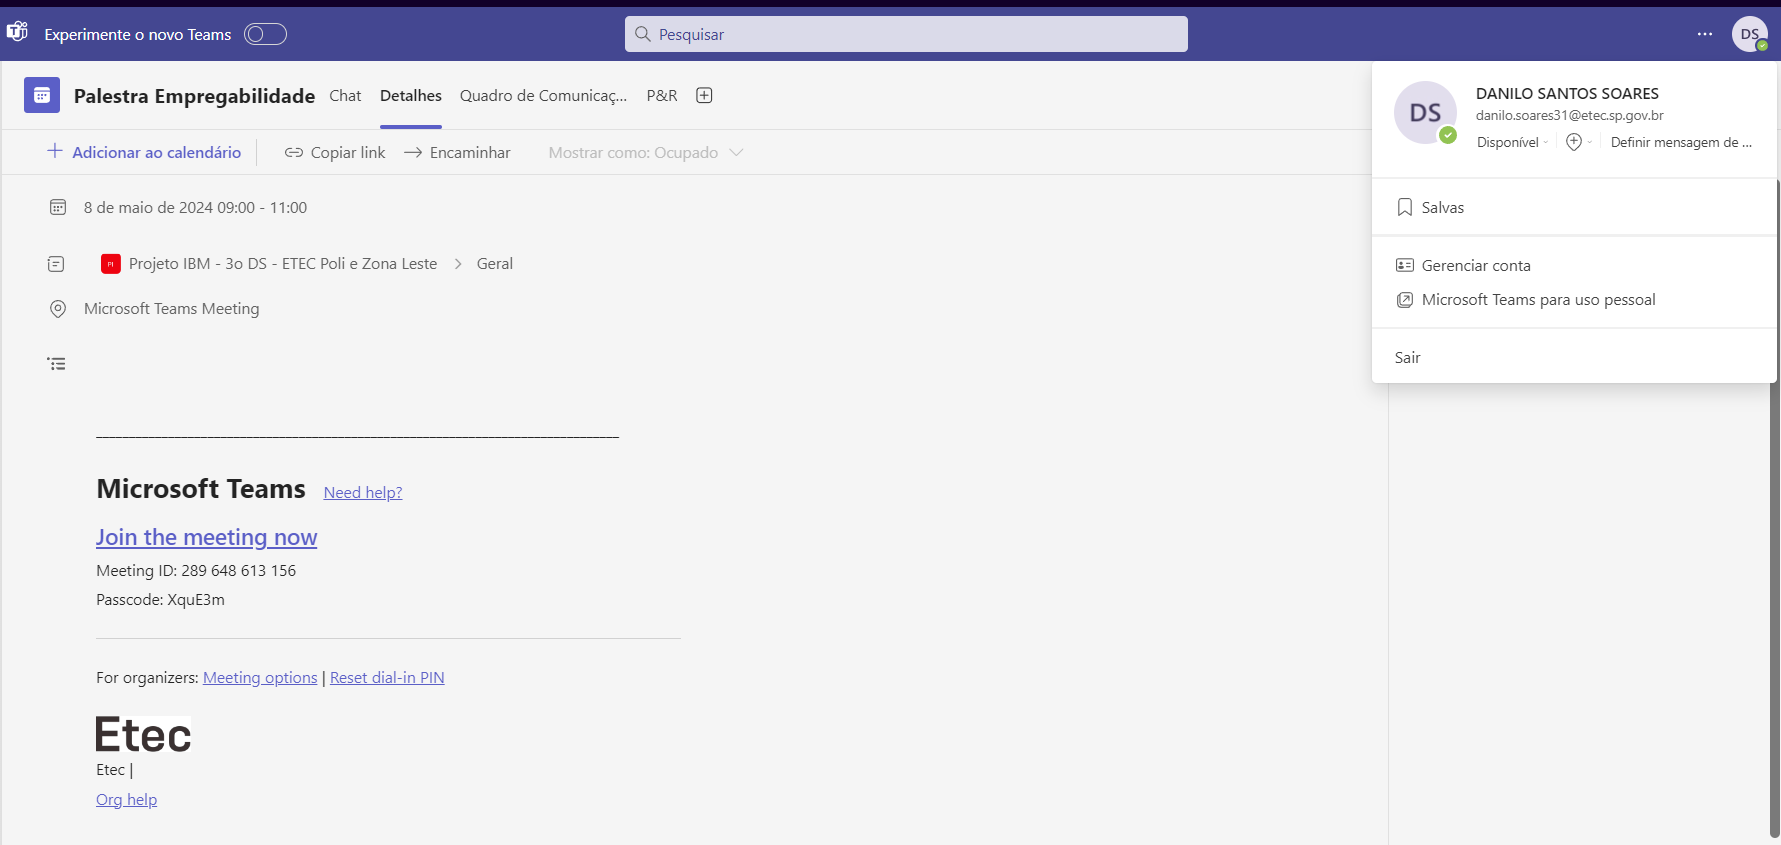 Experimente o novo Teams
Pesquisar
DS
Palestra Empregabilidade
Chat
Detalhes
Quadro de Comunicaç...
P&R
Adicionar ao calendário
Copiar link
Encaminhar
Mostrar como: Ocupado
8 de maio de 2024 09:00 - 11:00
PI Projeto IBM - 3o DS - ETEC Poli e Zona Leste > Geral
Microsoft Teams Meeting
________________________________________________________________________________
Microsoft Teams Need help?
Join the meeting now
Meeting ID: 289 648 613 156
Passcode: XquE3m
For organizers: Meeting options | Reset dial-in PIN
Etec
Etec |
Org help
DS
DANILO SANTOS SOARES
danilo.soares31@etec.sp.gov.br
Disponível
Definir mensagem de ...
Salvas
Gerenciar conta
Microsoft Teams para uso pessoal
Sair